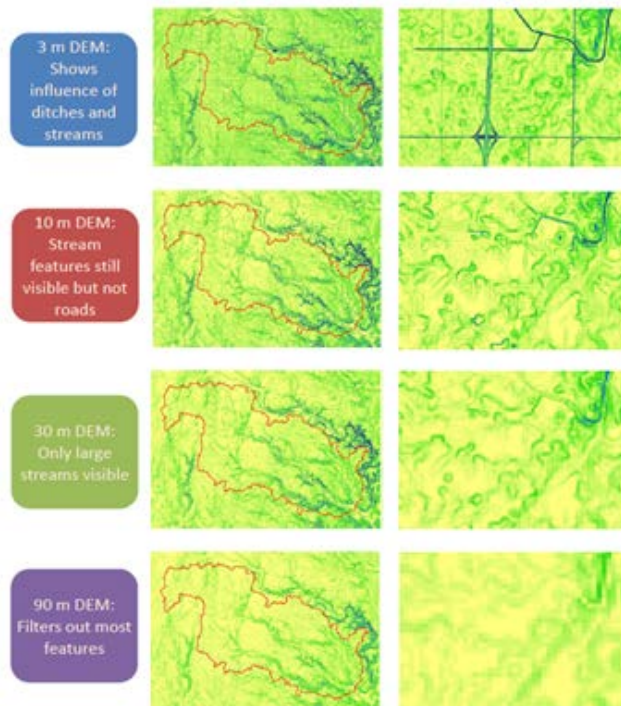 3 m DEM:
Shows
influence of
ditches and
streams
10 m DEM:
Stream
features still
visible but not
roads
30 m DEM:
Only large
streams visible
90 m DEM:
Filters out most
features